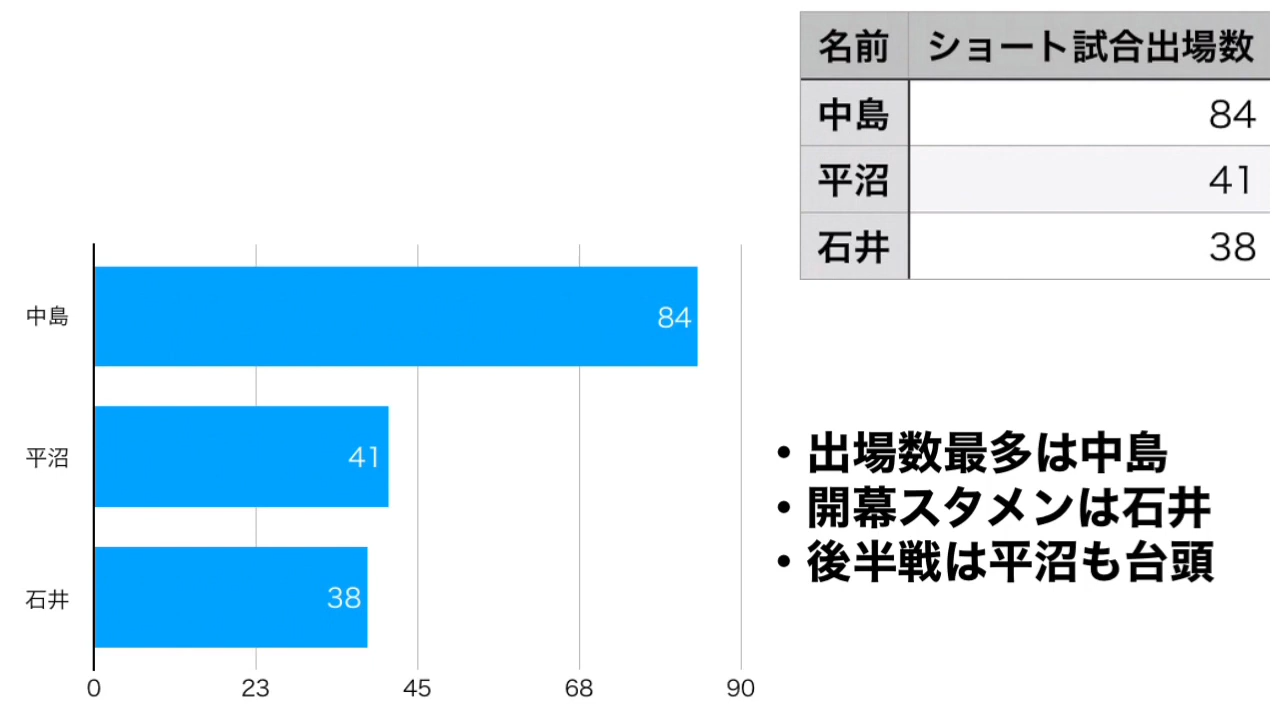 名前 ショート試合出場数
中島 84
平沼 41
石井 38
中島 84
平沼 41
石井 38
0 23 45 68 90
・出場数最多は中島
・開幕スタメンは石井
・後半戦は平沼も台頭